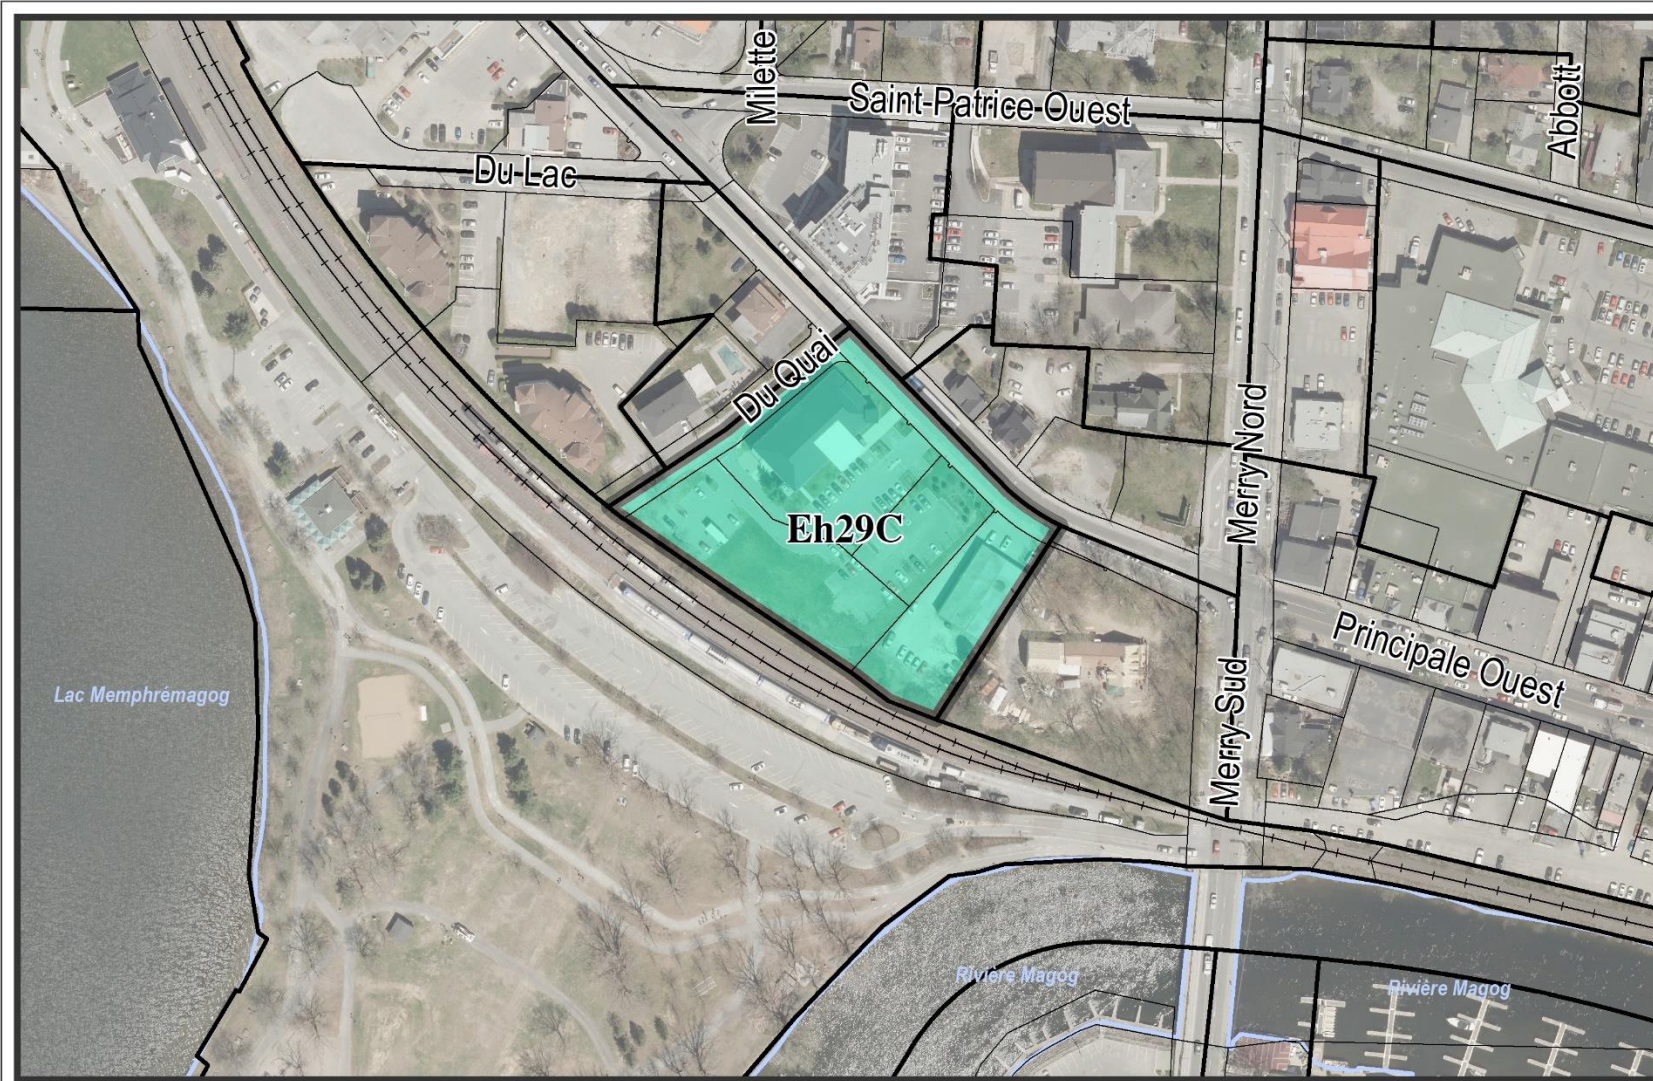 Milette
Saint-Patrice Ouest
Abbott
Du Lac
Du Quai
Merry Nord
Eh29C
Principale Ouest
Merry Sud
Lac Memphrémagog
Rivière Magog
Rivière Magog